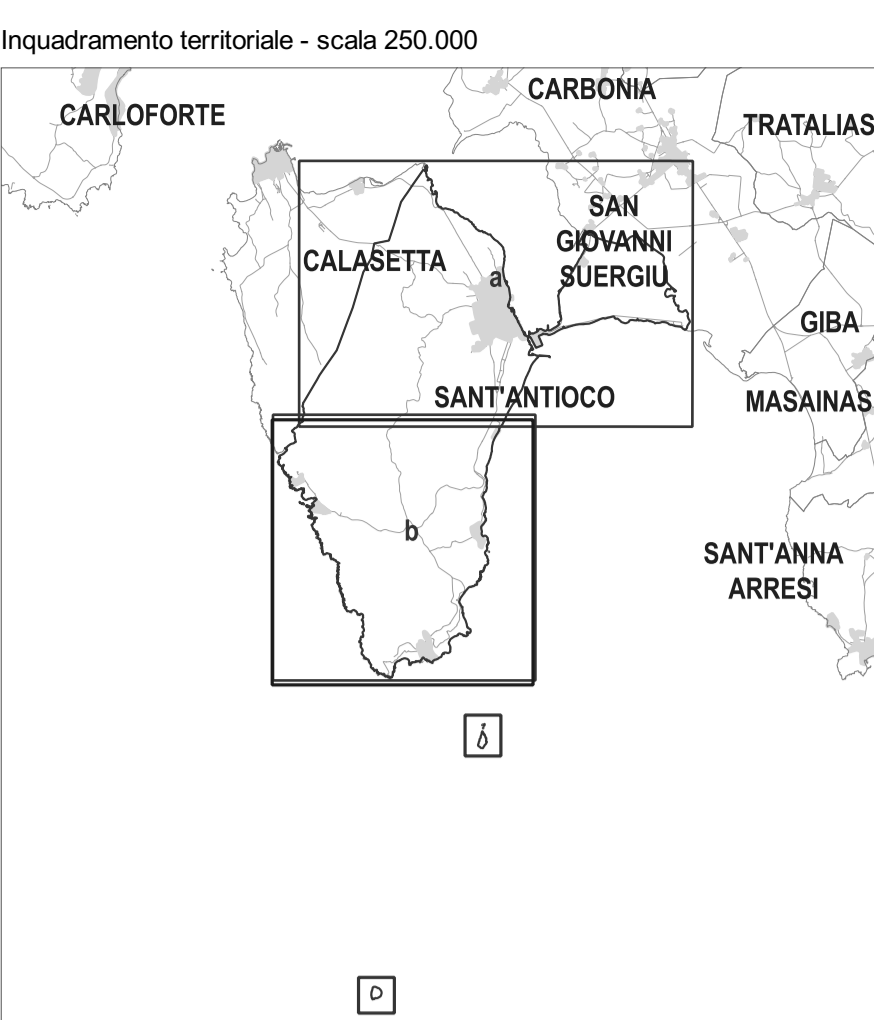 Inquadramento territoriale - scala 250.000
CARBONIA
CARLOFORTE
TRATALIAS
SAN
GIOVANNI
SUERGIU
CALASETTA
a
GIBA
SANT'ANTIOCO
MASAINAS
b
SANT'ANNA
ARRESI